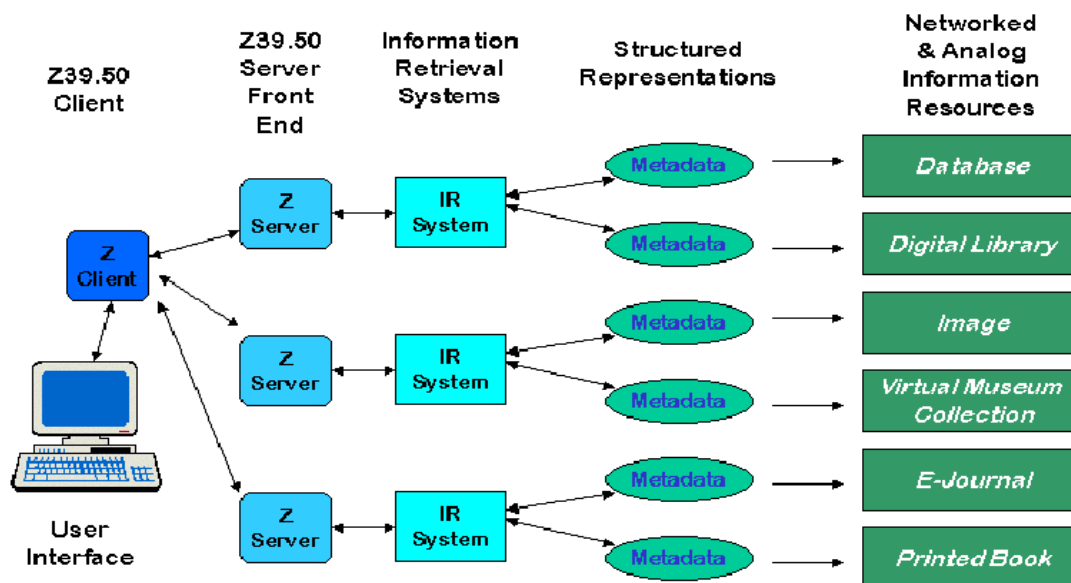 Z39.50
Client
Z39.50
Server
Front
End
Information
Retrieval
Systems
Structured
Representations
Networked
& Analog
Information
Resources
Z
Client
User
Interface
Z
Server
IR
System
Metadata
Database
Metadata
Digital Library
Z
Server
IR
System
Metadata
Image
Metadata
Virtual Museum
Collection
Z
Server
IR
System
Metadata
E-Journal
Metadata
Printed Book